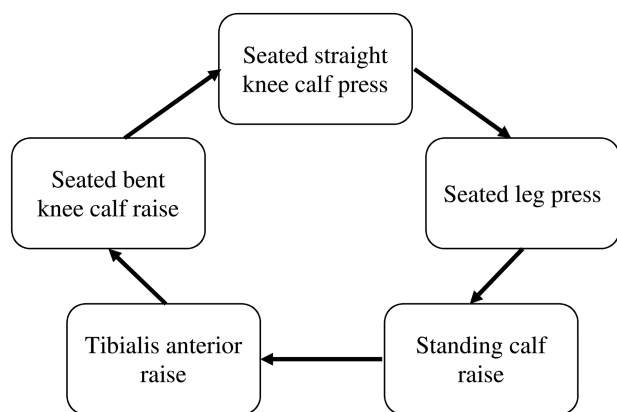 Seated straight
knee calf press
Seated leg press
Standing calf
raise
Tibialis anterior
raise
Seated bent
knee calf raise